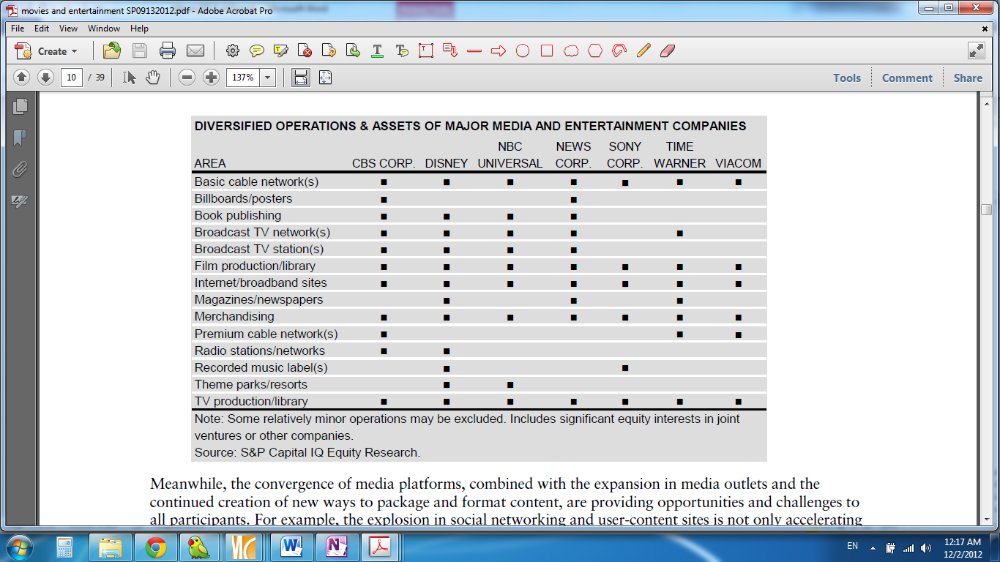 movies and entertainment SP09132012.pdf - Adobe Acrobat Pro
File Edit View Window Help
Create
10 / 39 137% Tools Comment Share
DIVERSIFIED OPERATIONS & ASSETS OF MAJOR MEDIA AND ENTERTAINMENT COMPANIES
NBC NEWS SONY TIME
AREA CBS CORP. DISNEY UNIVERSAL CORP. CORP. WARNER VIACOM
Basic cable network(s) ■ ■ ■ ■ ■ ■ ■
Billboards/posters ■ ■
Book publishing ■ ■ ■ ■
Broadcast TV network(s) ■ ■ ■ ■ ■
Broadcast TV station(s) ■ ■ ■ ■
Film production/library ■ ■ ■ ■ ■ ■ ■
Internet/broadband sites ■ ■ ■ ■ ■ ■ ■
Magazines/newspapers ■ ■ ■
Merchandising ■ ■ ■ ■ ■ ■ ■
Premium cable network(s) ■ ■ ■
Radio stations/networks ■ ■
Recorded music label(s) ■ ■
Theme parks/resorts ■ ■
TV production/library ■ ■ ■ ■ ■ ■ ■
Note: Some relatively minor operations may be excluded. Includes significant equity interests in joint
ventures or other companies.
Source: S&P Capital IQ Equity Research.
Meanwhile, the convergence of media platforms, combined with the expansion in media outlets and the
continued creation of new ways to package and format content, are providing opportunities and challenges to
all participants. For example, the explosion in social networking and user-content sites is not only accelerating
EN 12:17 AM
12/2/2012